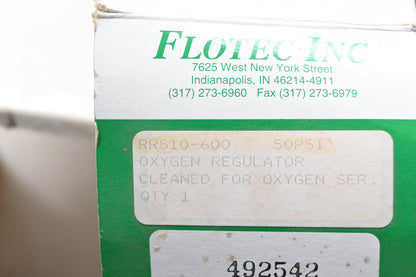 FLOTEC INC
7625 West New York Street
Indianapolis, IN 46214-4911
(317) 273-6960 Fax (317) 273-6979
RR510-600 50PSI
OXYGEN REGULATOR
CLEANED FOR OXYGEN SER.
QTY 1
492542